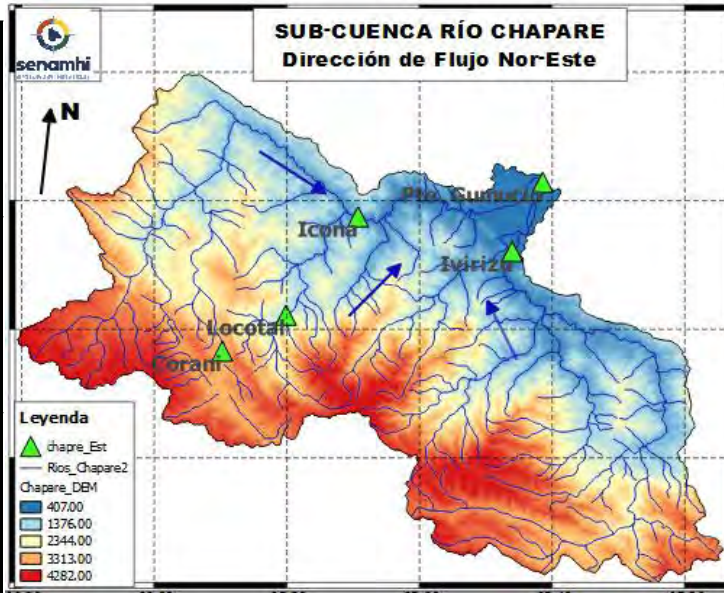 SUB-CUENCA RÍO CHAPARE
Dirección de Flujo Nor-Este
senamhi
N
Pto. Gumucio
Icona
Ivirizu
Locotal
Corani
Leyenda
chapre_Est
Rios_Chapare2
Chapare_DEM
407.00
1376.00
2344.00
3313.00
4282.00